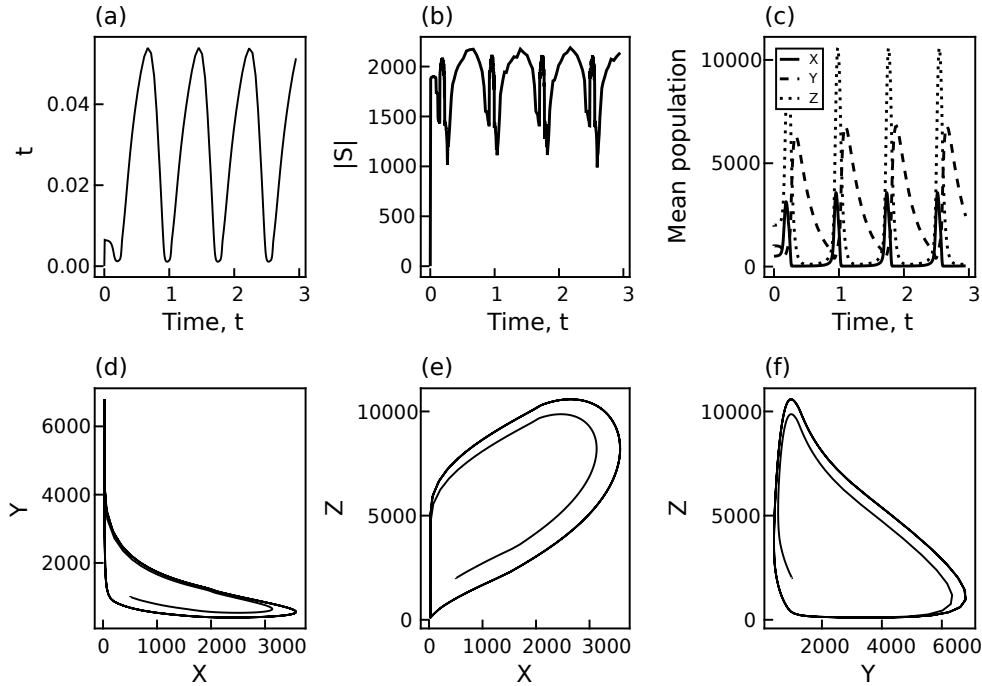 (a)
t
0.04
0.02
0.00
0 1 2 3
Time, t
(b)
|S|
2000
1500
1000
500
0
0 1 2 3
Time, t
(c)
Mean population
10000
5000
0
X
Y
Z
0 1 2 3
Time, t
(d)
Y
6000
4000
2000
0 1000 2000 3000
X
(e)
Z
10000
5000
0
0 1000 2000 3000
X
(f)
Z
10000
5000
0
2000 4000 6000
Y